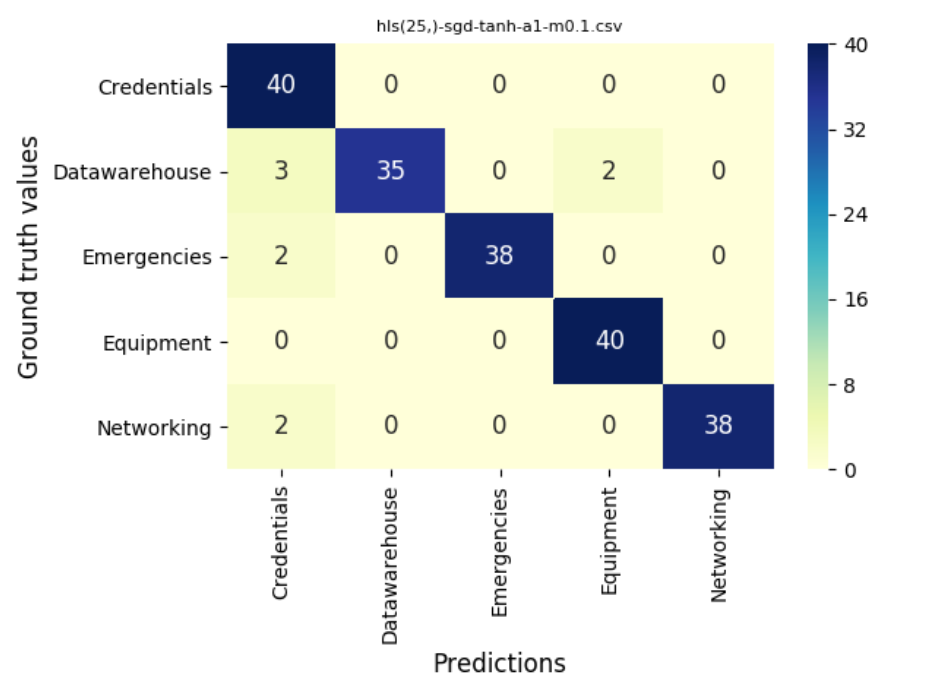 hls(25,)-sgd-tanh-a1-m0.1.csv
Ground truth values
Credentials 40 0 0 0 0
Datawarehouse 3 35 0 2 0
Emergencies 2 0 38 0 0
Equipment 0 0 0 40 0
Networking 2 0 0 0 38
Credentials Datawarehouse Emergencies Equipment Networking
Predictions
40
32
24
16
8
0